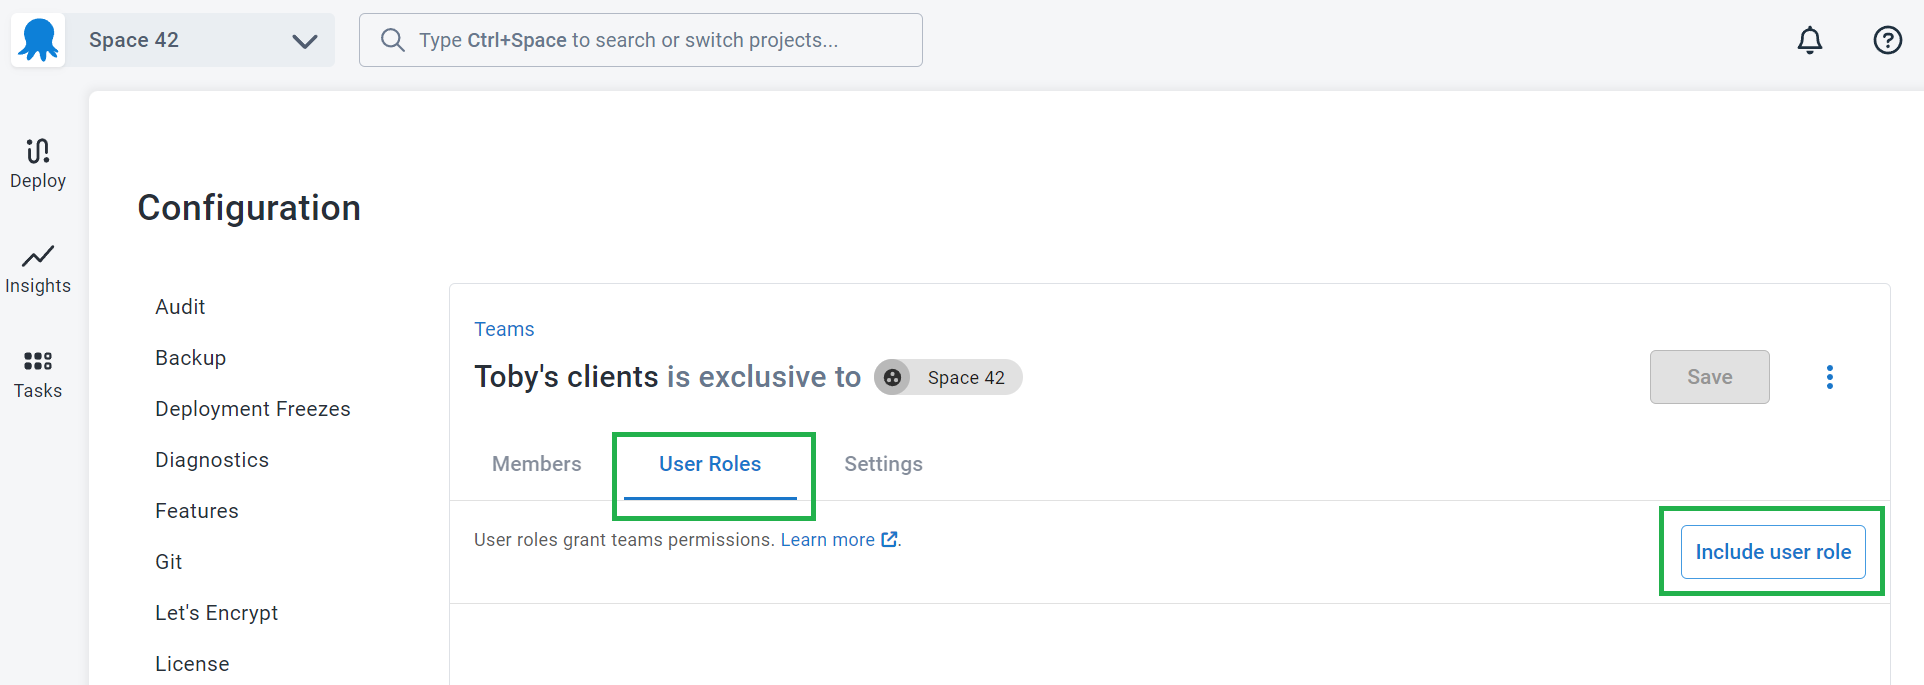 Space 42
Type Ctrl+Space to search or switch projects...
Deploy
Insights
Tasks
Configuration
Audit
Backup
Deployment Freezes
Diagnostics
Features
Git
Let's Encrypt
License
Teams
Toby's clients is exclusive to Space 42
Save
Members User Roles Settings
User roles grant teams permissions. Learn more.
Include user role